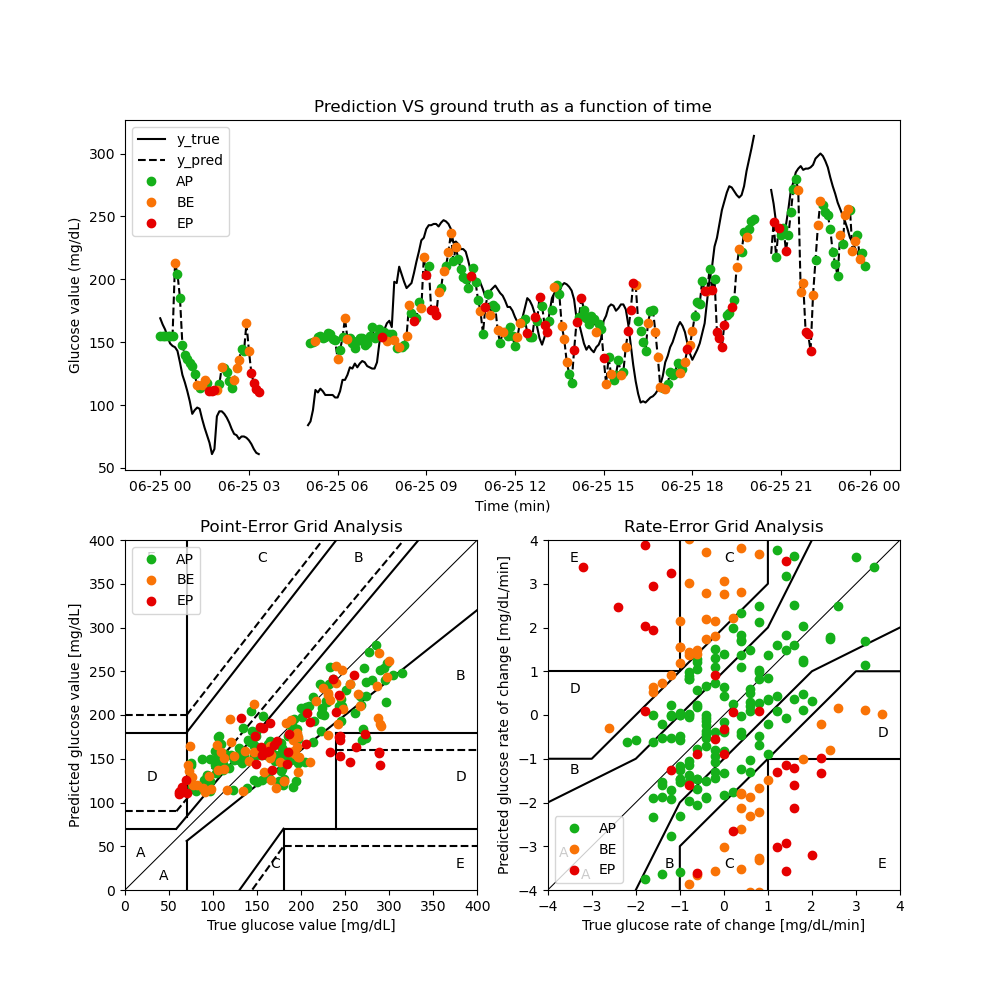 Prediction VS ground truth as a function of time
y_true
y_pred
AP
BE
EP
Glucose value (mg/dL)
300
250
200
150
100
50
06-25 00 06-25 03 06-25 06 06-25 09 06-25 12 06-25 15 06-25 18 06-25 21 06-26 00
Time (min)
Point-Error Grid Analysis
Predicted glucose value [mg/dL]
400
350
300
250
200
150
100
50
0
AP
BE
EP
E
C
B
B
D
D
A
A
C
E
0 50 100 150 200 250 300 350 400
True glucose value [mg/dL]
Rate-Error Grid Analysis
Predicted glucose rate of change [mg/dL/min]
4
3
2
1
0
−1
−2
−3
−4
E
C
D
D
B
A
A
B
C
E
AP
BE
EP
−4 −3 −2 −1 0 1 2 3 4
True glucose rate of change [mg/dL/min]